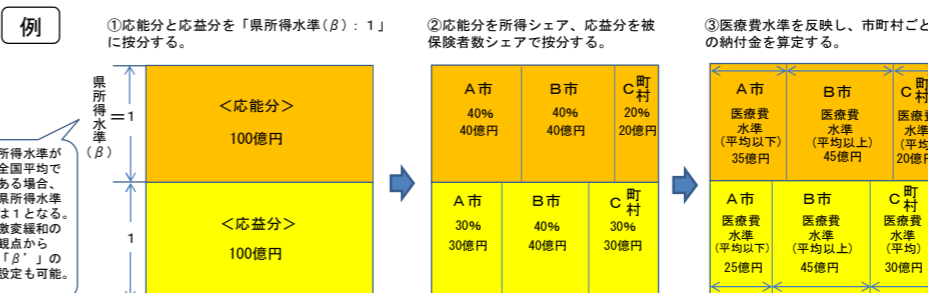 例
①応能分と応益分を「県所得水準(β)：1」
に按分する。
②応能分を所得シェア、応益分を被
保険者数シェアで按分する。
③医療費水準を反映し、市町村ごと
の納付金を算定する。
県所得水準(β)
＝1
1
所得水準が
全国平均で
ある場合、
県所得水準
は1となる。
激変緩和の
観点から
「β’」の
設定も可能。
＜応能分＞
100億円
＜応益分＞
100億円
A市
40%
40億円
B市
40%
40億円
C町村
20%
20億円
A市
30%
30億円
B市
40%
40億円
C町村
30%
30億円
A市
医療費
水準
(平均以下)
35億円
B市
医療費
水準
(平均以上)
45億円
C町村
医療費
水準
(平均
20億円
A市
医療費
水準
(平均以下)
25億円
B市
医療費
水準
(平均以上)
45億円
C町村
医療費
水準
(平均)
30億円